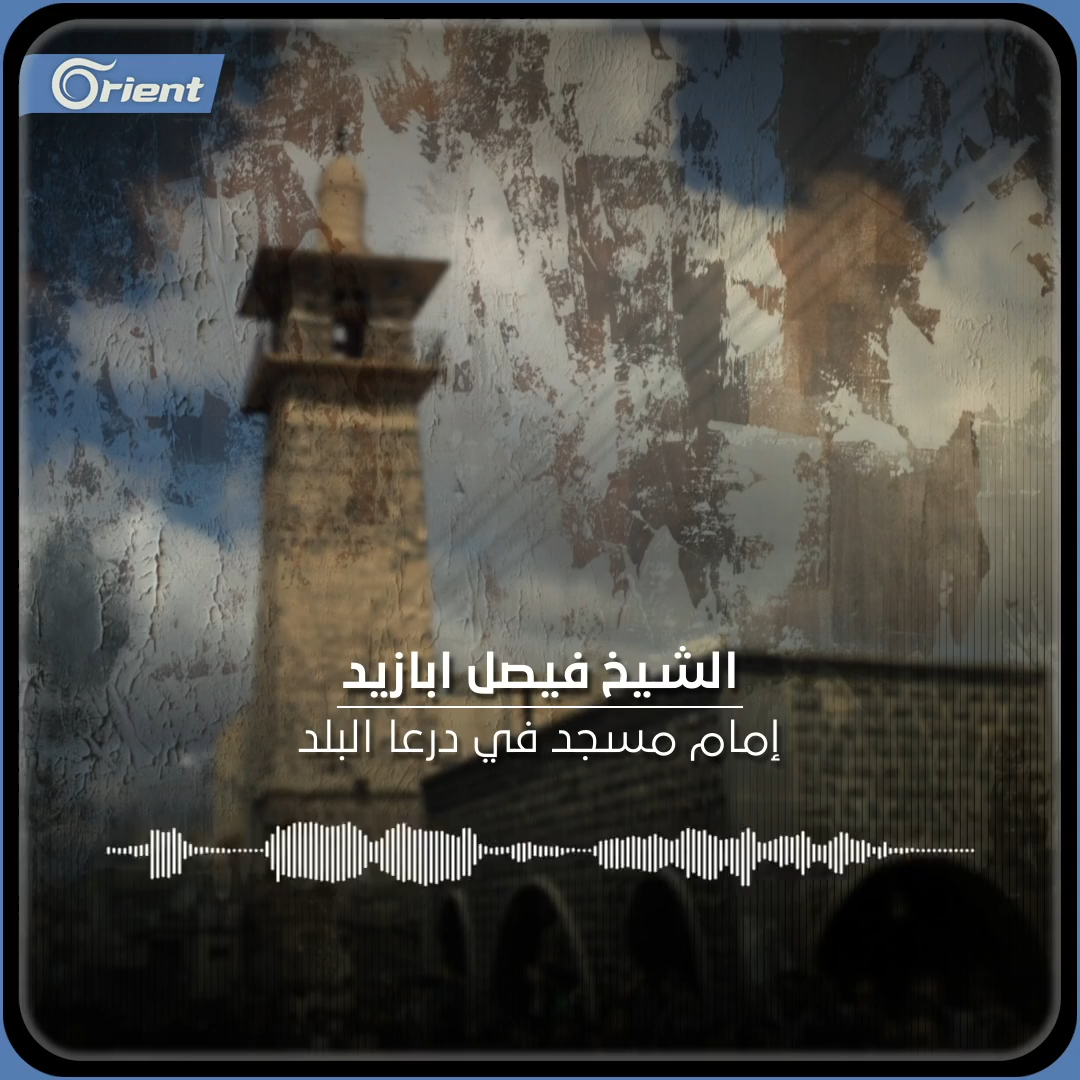 Orient
الشيخ فيصل ابازيد
إمام مسجد في درعا البلد